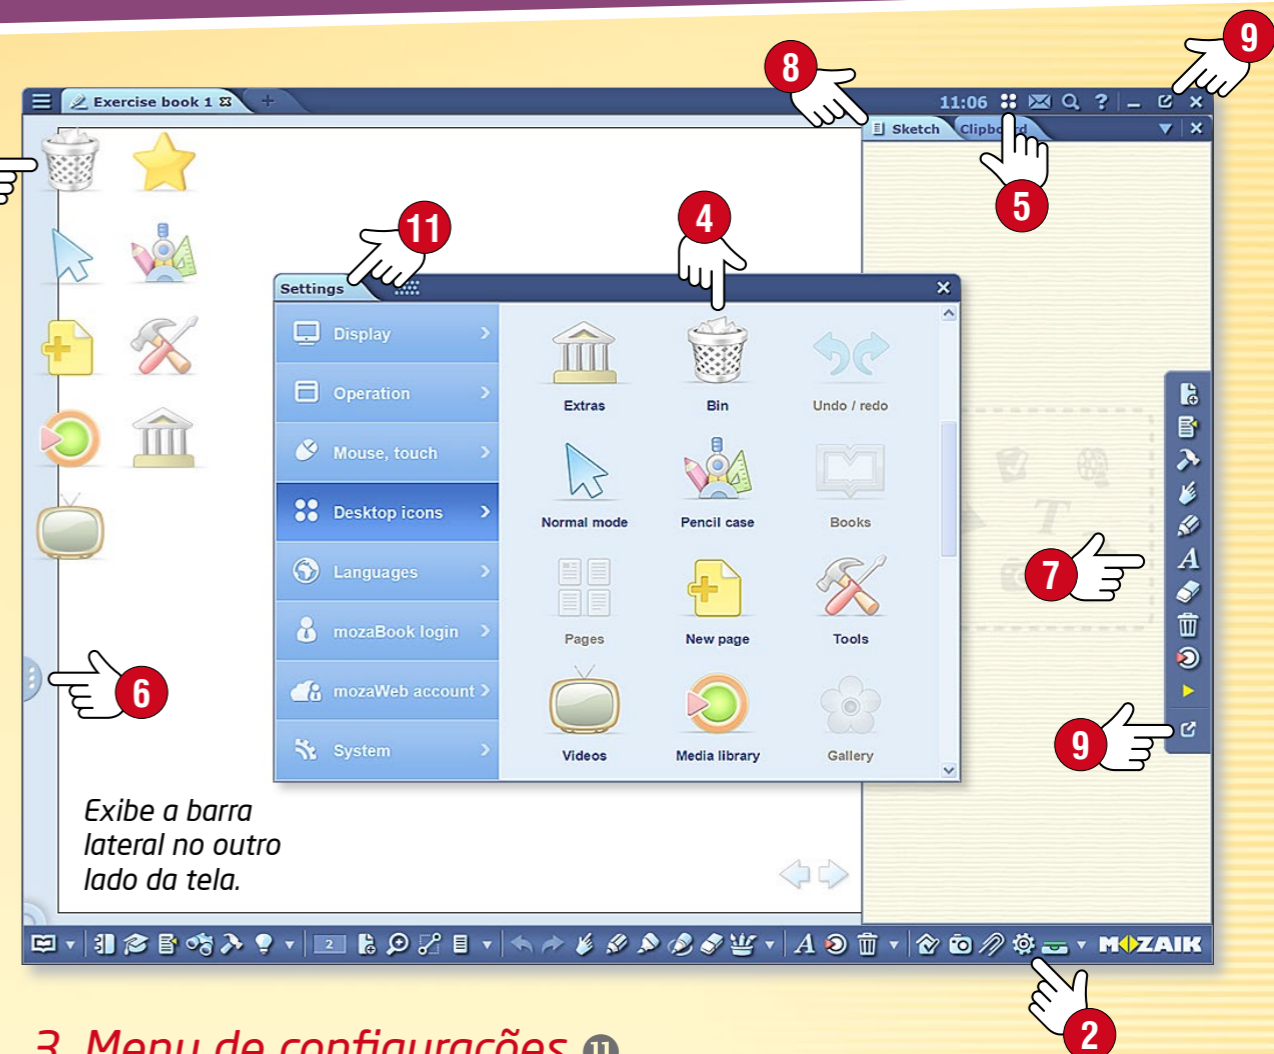 9
8
Exercise book 1
11:06
Sketch
Clipboard
5
11
4
Settings
Display
Operation
Mouse, touch
Desktop icons
Languages
mozaBook login
mozaWeb account
System
Extras
Bin
Undo / redo
Normal mode
Pencil case
Books
Pages
New page
Tools
Videos
Media library
Gallery
T
A
7
6
9
Exibe a barra
lateral no outro
lado da tela.
2
A
MOZAIK
2
3. Menu de configurações 11